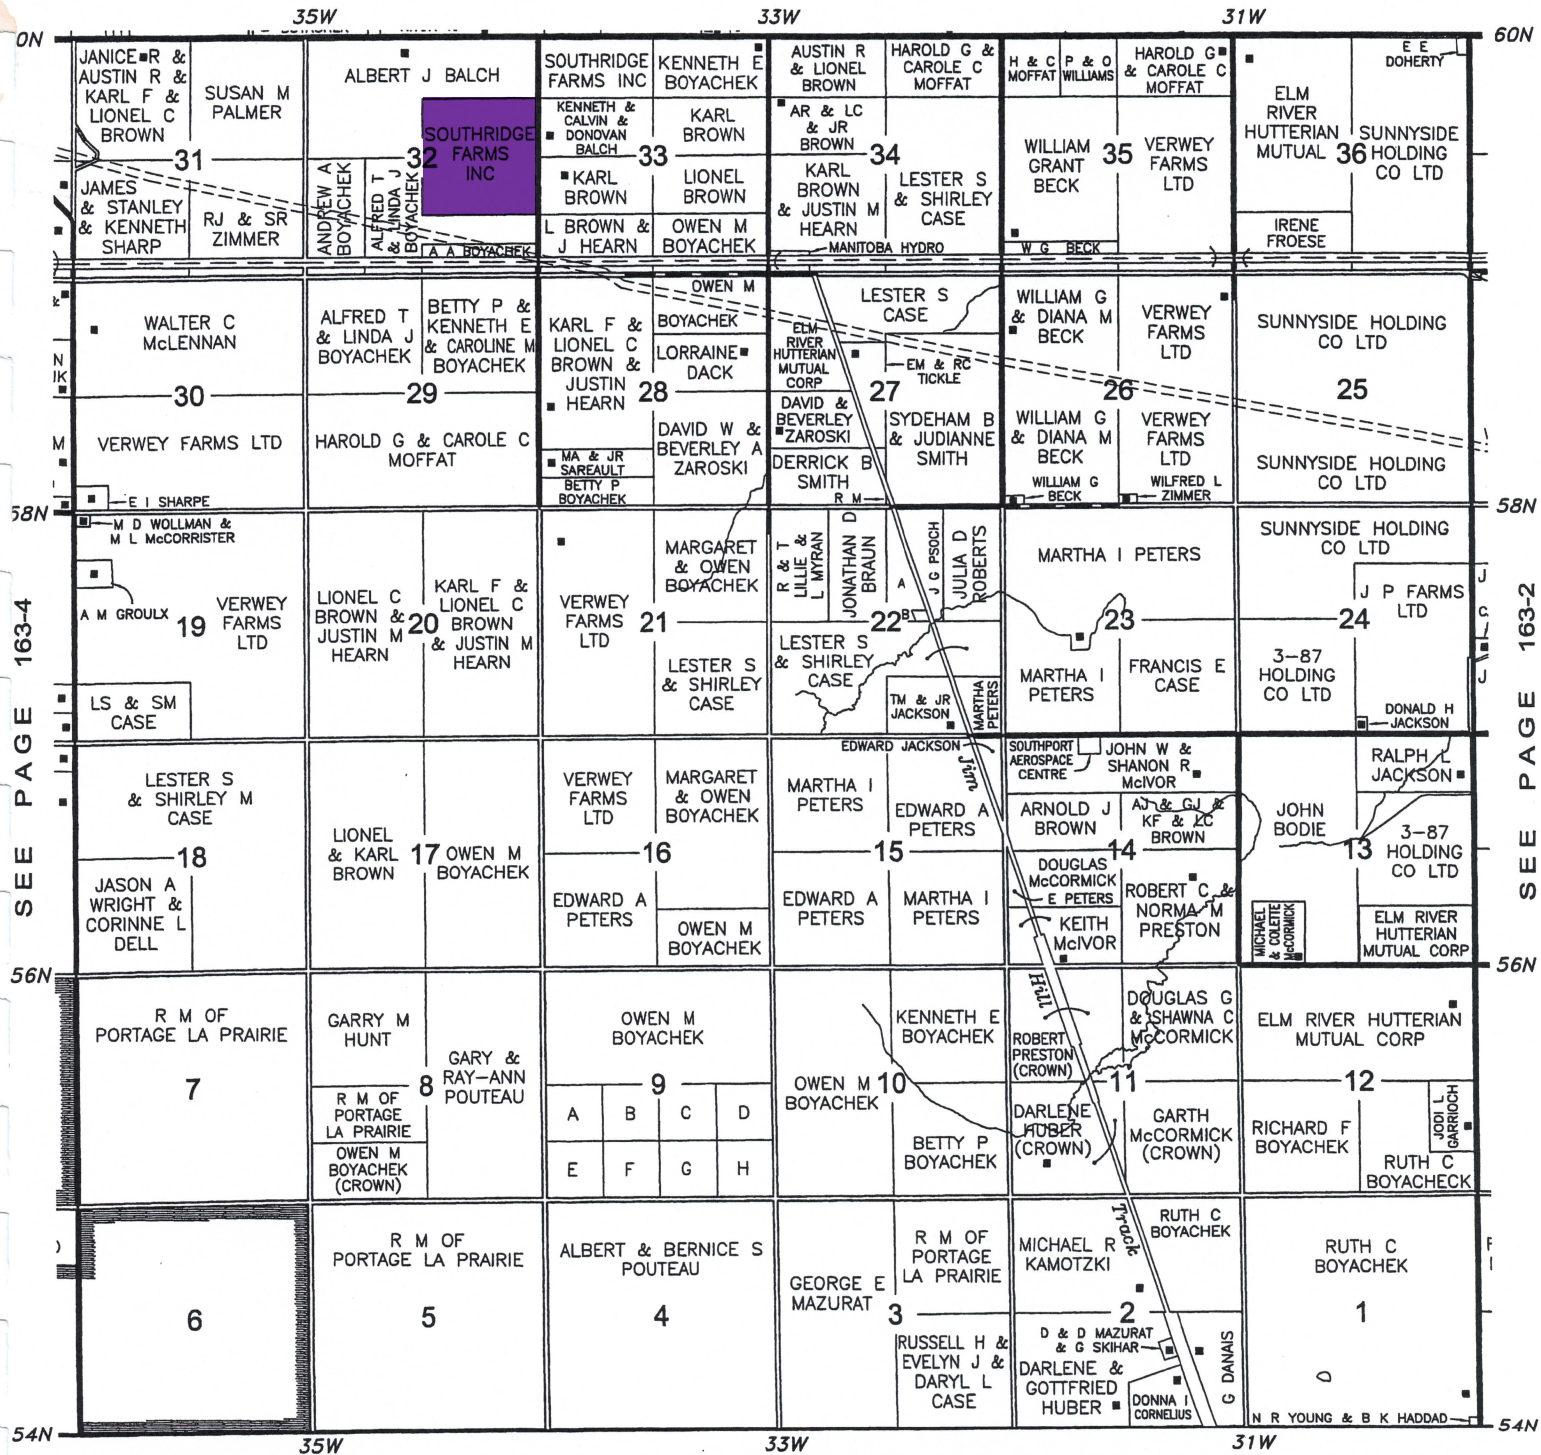 35W
33W
31W
60N
0N
JANICE R &
AUSTIN R &
KARL F &
LIONEL C
BROWN
SUSAN M
PALMER
31
JAMES
& STANLEY
& KENNETH
SHARP
RJ & SR
ZIMMER
ALBERT J BALCH
SOUTHRIDGE
FARMS
INC
32
ANDREW A
BOYACHEK
ALFRED T
& LINDA J
BOYACHEK
A A BOYACHEK
SOUTHRIDGE
FARMS INC
KENNETH E
BOYACHEK
KENNETH &
CALVIN &
DONOVAN
BALCH
KARL
BROWN
33
KARL
BROWN
LIONEL
BROWN
L BROWN &
J HEARN
OWEN M
BOYACHEK
AUSTIN R
& LIONEL
BROWN
HAROLD G &
CAROLE C
MOFFAT
AR & LC
& JR
BROWN
34
KARL
BROWN
& JUSTIN M
HEARN
LESTER S
& SHIRLEY
CASE
MANITOBA HYDRO
H & C
MOFFAT
P & O
WILLIAMS
HAROLD G
& CAROLE C
MOFFAT
WILLIAM
GRANT
BECK
35
VERWEY
FARMS
LTD
W G BECK
E E
DOHERTY
ELM
RIVER
HUTTERIAN
MUTUAL
36
SUNNYSIDE
HOLDING
CO LTD
IRENE
FROESE
WALTER C
McLENNAN
30
VERWEY FARMS LTD
E I SHARPE
ALFRED T
& LINDA J
BOYACHEK
BETTY P &
KENNETH E
& CAROLINE M
BOYACHEK
29
HAROLD G & CAROLE C
MOFFAT
KARL F &
LIONEL C
BROWN &
JUSTIN
HEARN
OWEN M
BOYACHEK
LORRAINE
DACK
28
MA & JR
SAREAULT
BETTY P
BOYACHEK
DAVID W &
BEVERLEY A
ZAROSKI
LESTER S
CASE
ELM
RIVER
HUTTERIAN
MUTUAL
CORP
EM & RC
TICKLE
27
DAVID &
BEVERLEY
ZAROSKI
DERRICK B
SMITH
R M
SYDEHAM B
& JUDIANNE
SMITH
WILLIAM G
& DIANA M
BECK
VERWEY
FARMS
LTD
26
WILLIAM G
& DIANA M
BECK
VERWEY
FARMS
LTD
WILLIAM G
BECK
WILFRED L
ZIMMER
SUNNYSIDE HOLDING
CO LTD
25
SUNNYSIDE HOLDING
CO LTD
58N
58N
M D WOLLMAN &
M L McCORRISTER
A M GROULX
19
VERWEY
FARMS
LTD
LS & SM
CASE
LIONEL C
BROWN &
JUSTIN M
HEARN
20
KARL F &
LIONEL C
BROWN
& JUSTIN M
HEARN
VERWEY
FARMS
LTD
21
MARGARET
& OWEN
BOYACHEK
LESTER S
& SHIRLEY
CASE
R & T
LILLIE &
L MYRAN
JONATHAN D
BRAUN
A
B
J G PSOCH
JULIA D
ROBERTS
22
LESTER S
& SHIRLEY
CASE
TM & JR
JACKSON
MARTHA
PETERS
MARTHA I PETERS
23
MARTHA I
PETERS
FRANCIS E
CASE
SUNNYSIDE HOLDING
CO LTD
J P FARMS
LTD
24
3-87
HOLDING
CO LTD
DONALD H
JACKSON
SEE PAGE 163-4
SEE PAGE 163-2
LESTER S
& SHIRLEY M
CASE
18
JASON A
WRIGHT &
CORINNE L
DELL
LIONEL
& KARL
BROWN
17
OWEN M
BOYACHEK
VERWEY
FARMS
LTD
MARGARET
& OWEN
BOYACHEK
16
EDWARD A
PETERS
OWEN M
BOYACHEK
EDWARD JACKSON
MARTHA I
PETERS
EDWARD A
PETERS
15
EDWARD A
PETERS
MARTHA I
PETERS
Jim
SOUTHPORT
AEROSPACE
CENTRE
JOHN W &
SHANON R
McIVOR
ARNOLD J
BROWN
AJ & GJ &
KF & LC
BROWN
14
DOUGLAS
McCORMICK
E PETERS
KEITH
McIVOR
ROBERT C &
NORMA M
PRESTON
RALPH L
JACKSON
JOHN
BODIE
13
3-87
HOLDING
CO LTD
MICHAEL
& COLETTE
McCORMICK
ELM RIVER
HUTTERIAN
MUTUAL CORP
56N
56N
R M OF
PORTAGE LA PRAIRIE
7
GARRY M
HUNT
8
GARY &
RAY-ANN
POUTEAU
R M OF
PORTAGE
LA PRAIRIE
OWEN M
BOYACHEK
(CROWN)
OWEN M
BOYACHEK
9
A
B
C
D
E
F
G
H
OWEN M
BOYACHEK
10
KENNETH E
BOYACHEK
BETTY P
BOYACHEK
Hill
ROBERT
PRESTON
(CROWN)
DOUGLAS G
& SHAWNA C
McCORMICK
11
DARLENE
HUBER
(CROWN)
GARTH
McCORMICK
(CROWN)
ELM RIVER HUTTERIAN
MUTUAL CORP
12
RICHARD F
BOYACHEK
JODI L
GARRIOCH
RUTH C
BOYACHECK
6
R M OF
PORTAGE LA PRAIRIE
5
ALBERT & BERNICE S
POUTEAU
4
GEORGE E
MAZURAT
R M OF
PORTAGE
LA PRAIRIE
3
RUSSELL H &
EVELYN J &
DARYL L
CASE
Track
RUTH C
BOYACHEK
MICHAEL R
KAMOTZKI
2
D & D MAZURAT
& G SKIHAR
DARLENE &
GOTTFRIED
HUBER
DONNA I
CORNELIUS
G DANAIS
RUTH C
BOYACHEK
1
N R YOUNG & B K HADDAD
54N
54N
35W
33W
31W